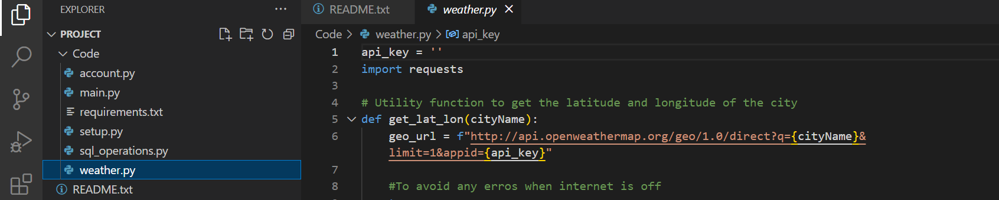 EXPLORER
PROJECT
Code
account.py
main.py
requirements.txt
setup.py
sql_operations.py
weather.py
README.txt
README.txt weather.py
Code > weather.py > api_key
1 api_key = ''
2 import requests
3
4 # Utility function to get the latitude and longitude of the city
5 def get_lat_lon(cityName):
6 geo_url = f"http://api.openweathermap.org/geo/1.0/direct?q={cityName}&
limit=1&appid={api_key}"
7
8 #To avoid any erros when internet is off